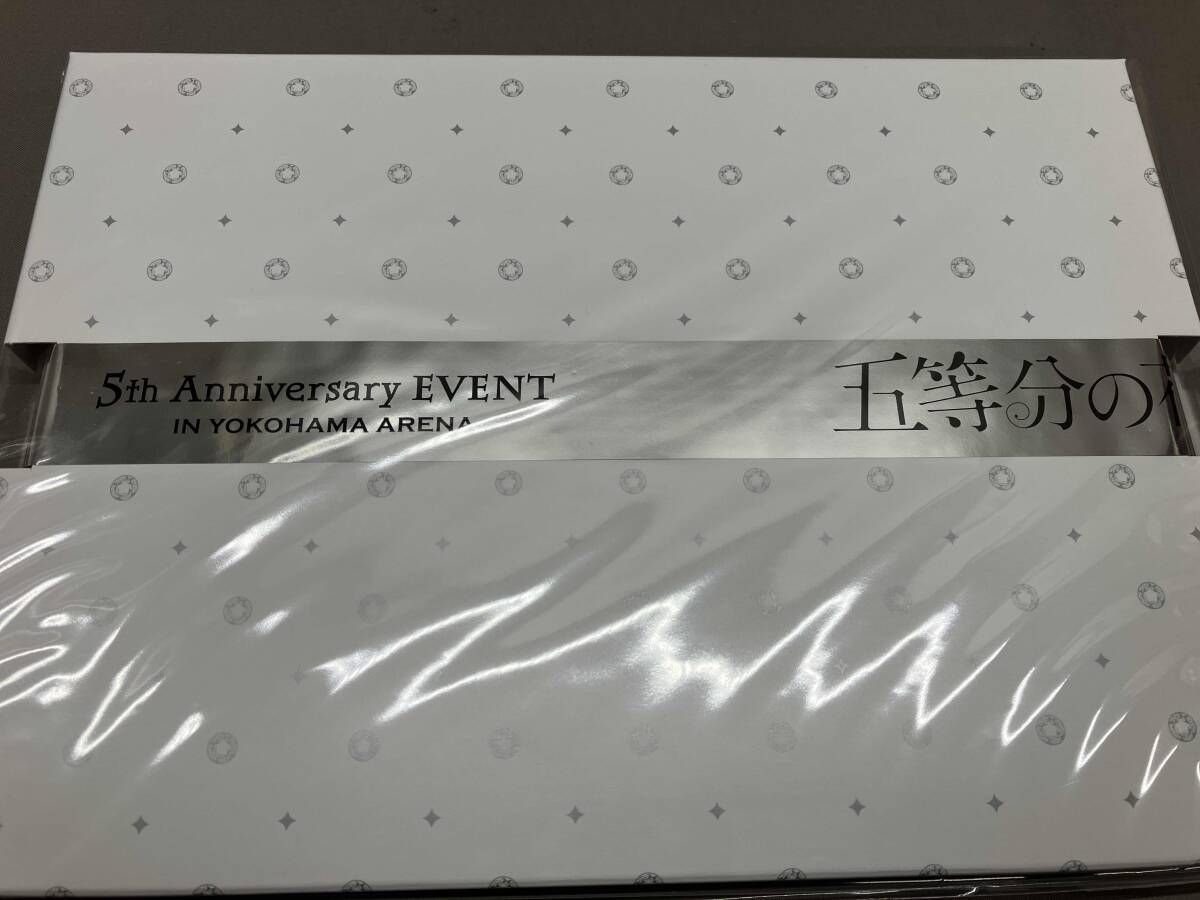 5th Anniversary EVENT
IN YOKOHAMA ARENA
五等分の